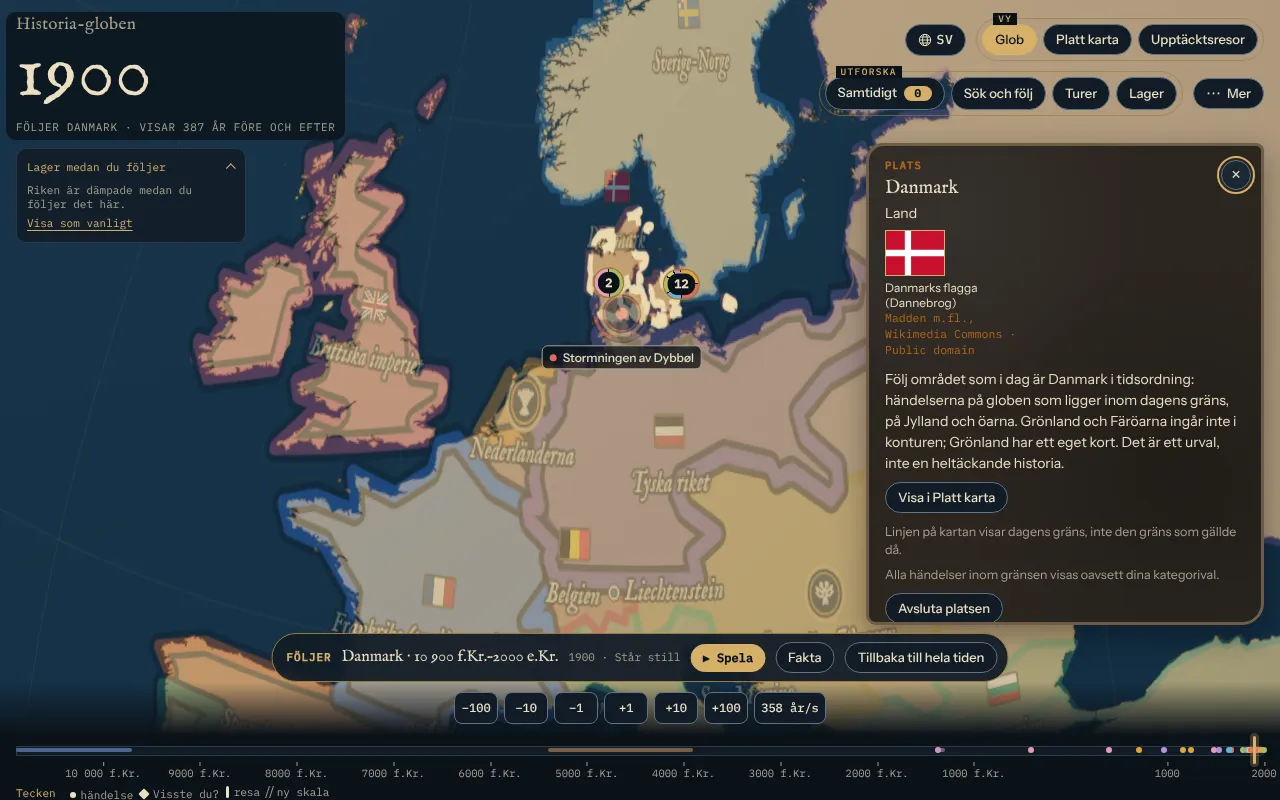 Historia-globen
1900
FÖLJER DANMARK · VISAR 387 ÅR FÖRE OCH EFTER
Lager medan du följer
Riken är dämpade medan du
följer det här.
Visa som vanligt
SV
VY
Glob
Platt karta
Upptäcktsresor
UTFORSKA
Samtidigt 0
Sök och följ
Turer
Lager
··· Mer
PLATS
×
Danmark
Land
Danmarks flagga
(Dannebrog)
Madden m.fl.,
Wikimedia Commons ·
Public domain
Följ området som i dag är Danmark i tidsordning:
händelserna på globen som ligger inom dagens gräns,
på Jylland och öarna. Grönland och Färöarna ingår inte i
konturen; Grönland har ett eget kort. Det är ett urval,
inte en heltäckande historia.
Visa i Platt karta
Linjen på kartan visar dagens gräns, inte den gräns som gällde
då.
Alla händelser inom gränsen visas oavsett dina kategorival.
Avsluta platsen
Sverige-Norge
2
12
Stormningen av Dybbøl
Brittiska imperiet
Nederländerna
Tyska riket
Belgien
Liechtenstein
FÖLJER Danmark · 10 900 f.Kr.–2000 e.Kr. 1900 · Står still ▶ Spela Fakta Tillbaka till hela tiden
−100 −10 −1 +1 +10 +100 358 år/s
10 000 f.Kr. 9000 f.Kr. 8000 f.Kr. 7000 f.Kr. 6000 f.Kr. 5000 f.Kr. 4000 f.Kr. 3000 f.Kr. 2000 f.Kr. 1000 f.Kr. 1000 2000
Tecken händelse Visste du? resa // ny skala